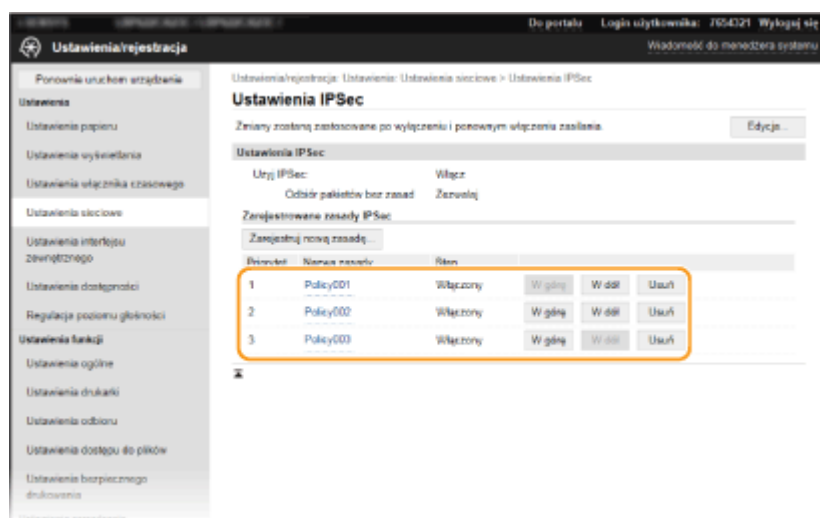 Do portalu Login użytkownika: 7654321 Wyloguj się
Ustawienia/rejestracja
Wiadomość do menedżera systemu
Ponownie uruchom urządzenie
Ustawienia/rejestracja: Ustawienia: Ustawienia sieciowe > Ustawienia IPSec
Ustawienia
Ustawienia IPSec
Ustawienia papieru
Zmiany zostaną zastosowane po wyłączeniu i ponownym włączeniu zasilania.
Edycja...
Ustawienia wyświetlania
Ustawienia IPSec
Użyj IPSec: Włącz
Ustawienia włącznika czasowego
Odbiór pakietów bez zasad Zezwalaj
Ustawienia sieciowe
Zarejestrowane zasady IPSec
Ustawienia interfejsu
zewnętrznego
Zarejestruj nową zasadę...
Priorytet Nazwa zasady Stan
Ustawienia dostępności
1 Policy001 Włączony W górę W dół Usuń
Regulacja poziomu głośności
2 Policy002 Włączony W górę W dół Usuń
Ustawienia funkcji
3 Policy003 Włączony W górę W dół Usuń
Ustawienia ogólne
Ustawienia drukarki
Ustawienia odbioru
Ustawienia dostępu do plików
Ustawienia bezpiecznego
drukowania